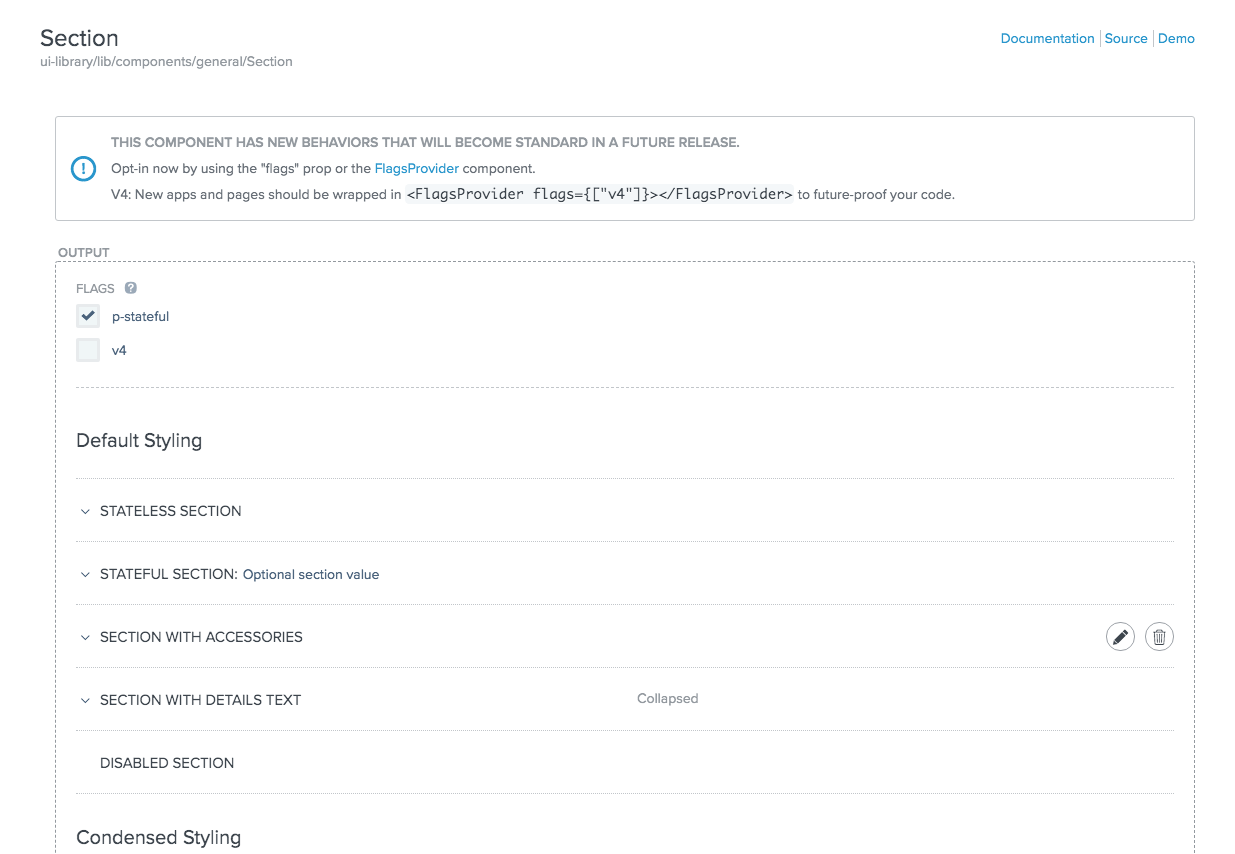 Section
Documentation Source Demo
ui-library/lib/components/general/Section
THIS COMPONENT HAS NEW BEHAVIORS THAT WILL BECOME STANDARD IN A FUTURE RELEASE.
Opt-in now by using the "flags" prop or the FlagsProvider component.
V4: New apps and pages should be wrapped in <FlagsProvider flags={["v4"]}></FlagsProvider> to future-proof your code.
OUTPUT
FLAGS ?
p-stateful
v4
Default Styling
STATELESS SECTION
STATEFUL SECTION: Optional section value
SECTION WITH ACCESSORIES
SECTION WITH DETAILS TEXT Collapsed
DISABLED SECTION
Condensed Styling